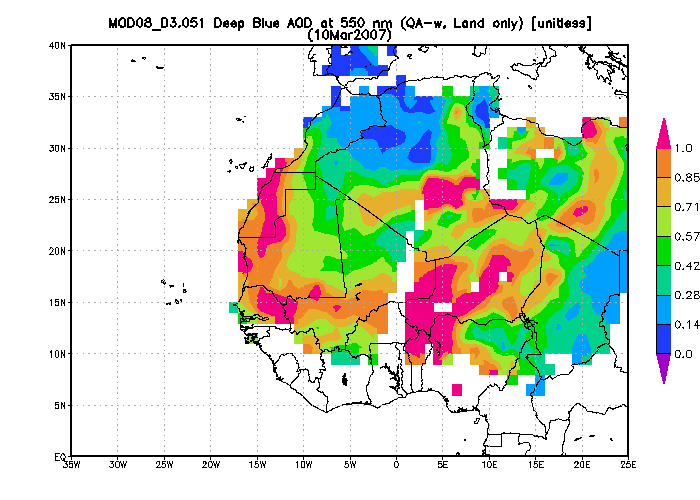 MOD08_D3.051 Deep Blue AOD at 550 nm (QA-w, Land only) [unitless]
(10Mar2007)
40N
35N
30N
25N
20N
15N
10N
5N
EQ
35W 30W 25W 20W 15W 10W 5W 0 5E 10E 15E 20E 25E
1.0
0.85
0.71
0.57
0.42
0.28
0.14
0.0